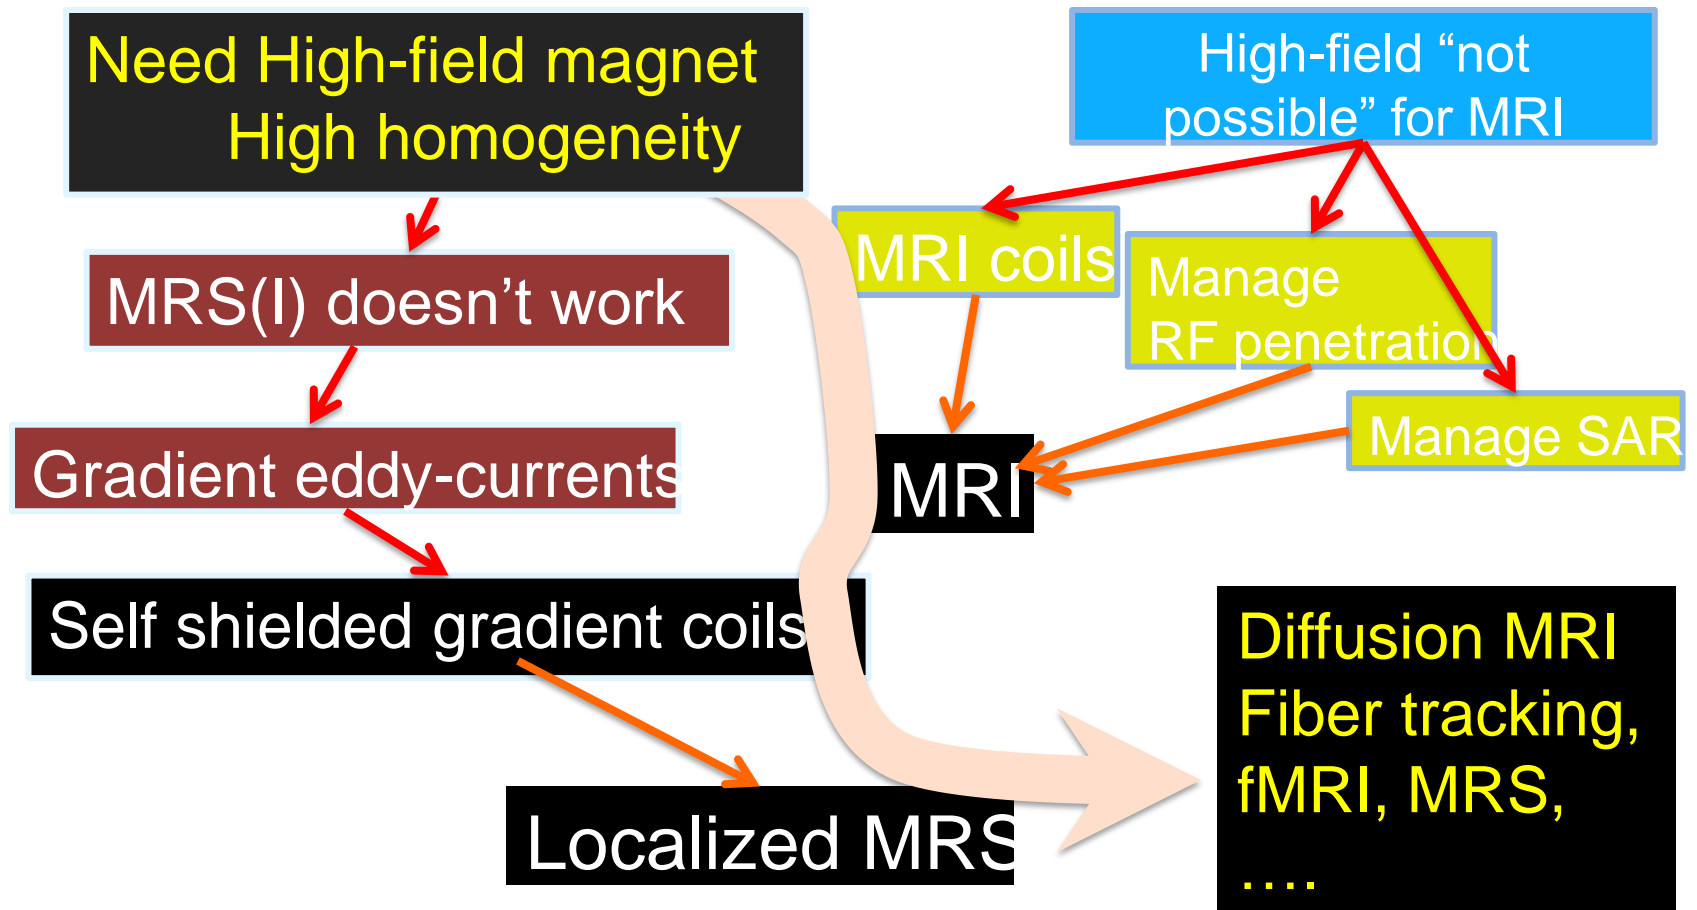 Need High-field magnet
High homogeneity
High-field “not
possible” for MRI
MRS(I) doesn’t work
MRI coils
Manage
RF penetration
Gradient eddy-currents
Manage SAR
MRI
Self shielded gradient coils
Localized MRS
Diffusion MRI
Fiber tracking,
fMRI, MRS,
….